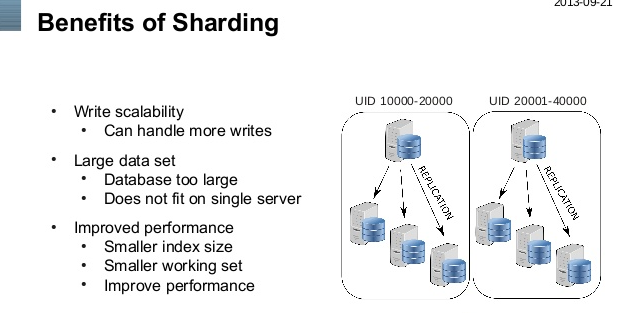 2013-09-21
Benefits of Sharding
• Write scalability
• Can handle more writes
• Large data set
• Database too large
• Does not fit on single server
• Improved performance
• Smaller index size
• Smaller working set
• Improve performance
UID 10000-20000
UID 20001-40000
REPLICATION
REPLICATION